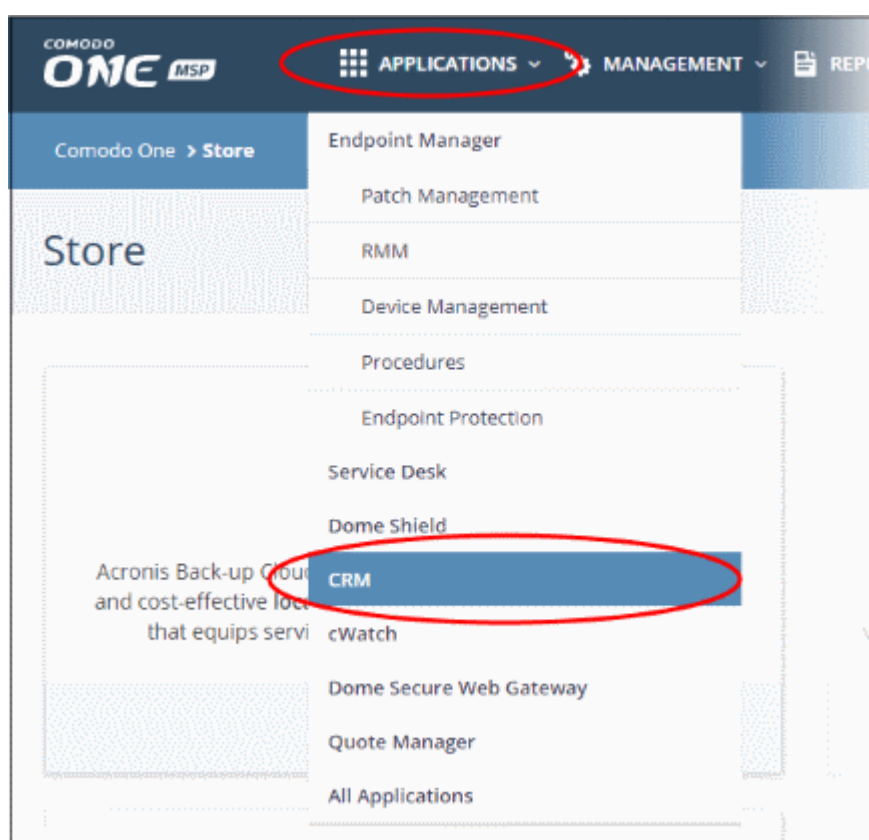 COMODO
ONE MSP
APPLICATIONS
MANAGEMENT
Comodo One > Store
Store
Endpoint Manager
Patch Management
RMM
Device Management
Procedures
Endpoint Protection
Service Desk
Dome Shield
CRM
cWatch
Dome Secure Web Gateway
Quote Manager
All Applications
Acronis Back-up
and cost-effective
that equips